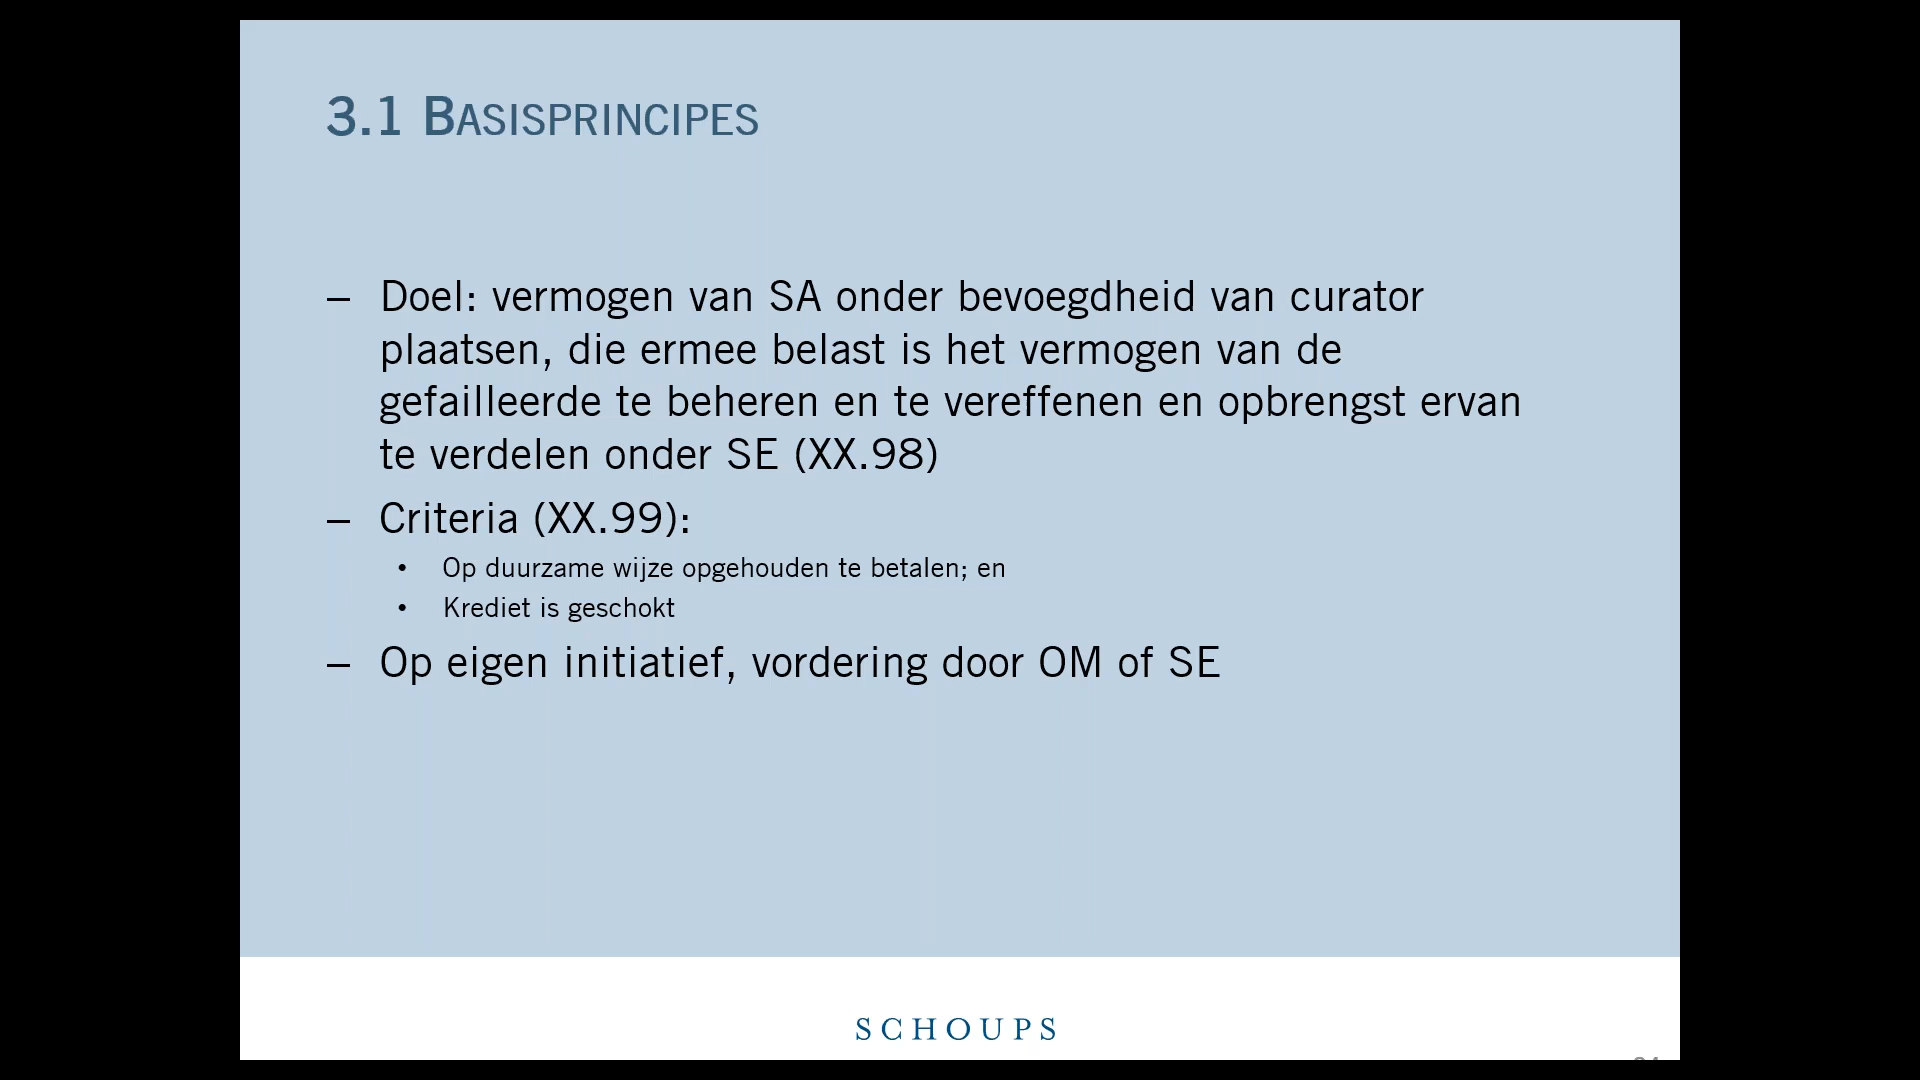 3.1 BASISPRINCIPES
– Doel: vermogen van SA onder bevoegdheid van curator
plaatsen, die ermee belast is het vermogen van de
gefailleerde te beheren en te vereffenen en opbrengst ervan
te verdelen onder SE (XX.98)
– Criteria (XX.99):
• Op duurzame wijze opgehouden te betalen; en
• Krediet is geschokt
– Op eigen initiatief, vordering door OM of SE
SCHOUPS